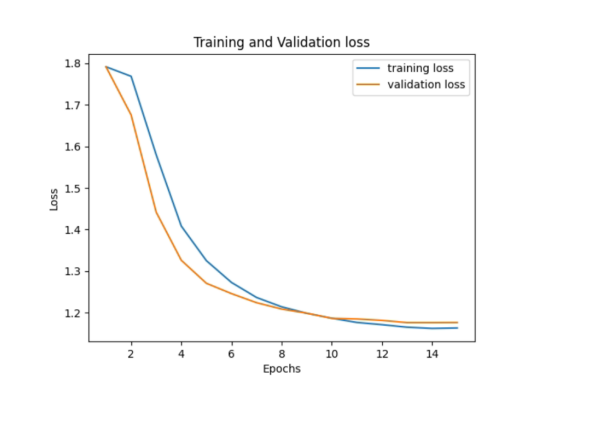 Training and Validation loss
training loss
validation loss
1.8
1.7
1.6
1.5
1.4
1.3
1.2
Loss
2 4 6 8 10 12 14
Epochs